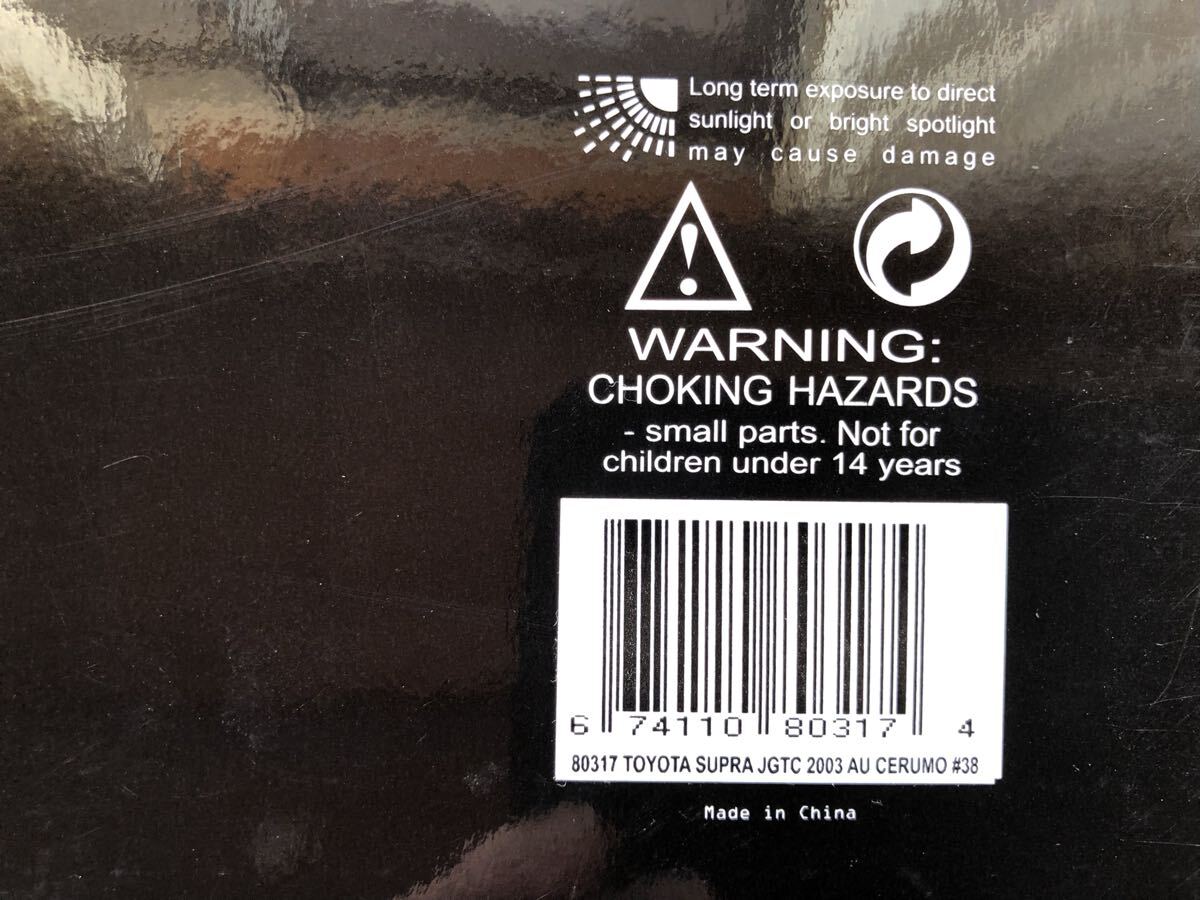 Long term exposure to direct
sunlight or bright spotlight
may cause damage
WARNING:
CHOKING HAZARDS
- small parts. Not for
children under 14 years
6 74110 80317 4
80317 TOYOTA SUPRA JGTC 2003 AU CERUMO #38
Made in China